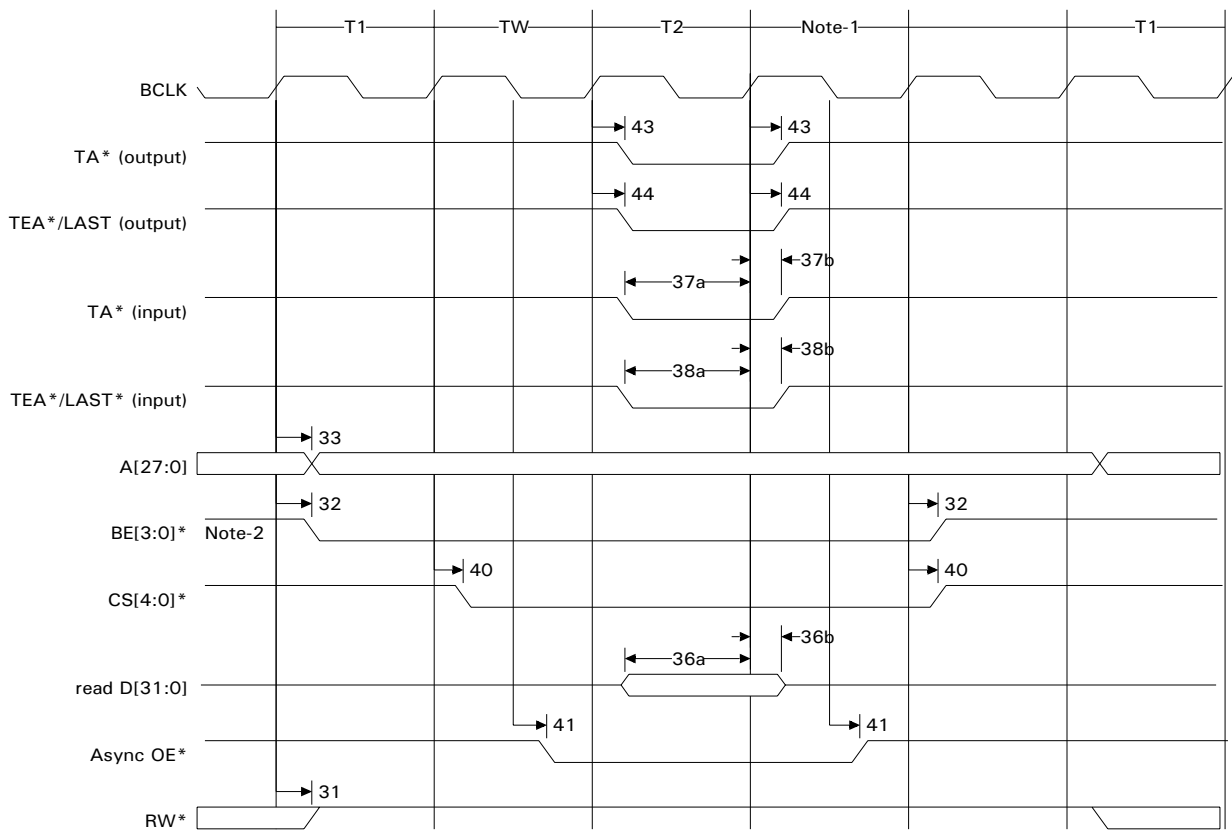 T1 TW T2 Note-1 T1
BCLK
43 43
TA* (output)
44 44
TEA*/LAST (output)
37b
37a
TA* (input)
38b
38a
TEA*/LAST* (input)
33
A[27:0]
32 32
BE[3:0]* Note-2
40 40
CS[4:0]*
36b
36a
read D[31:0]
41 41
Async OE*
31
RW*